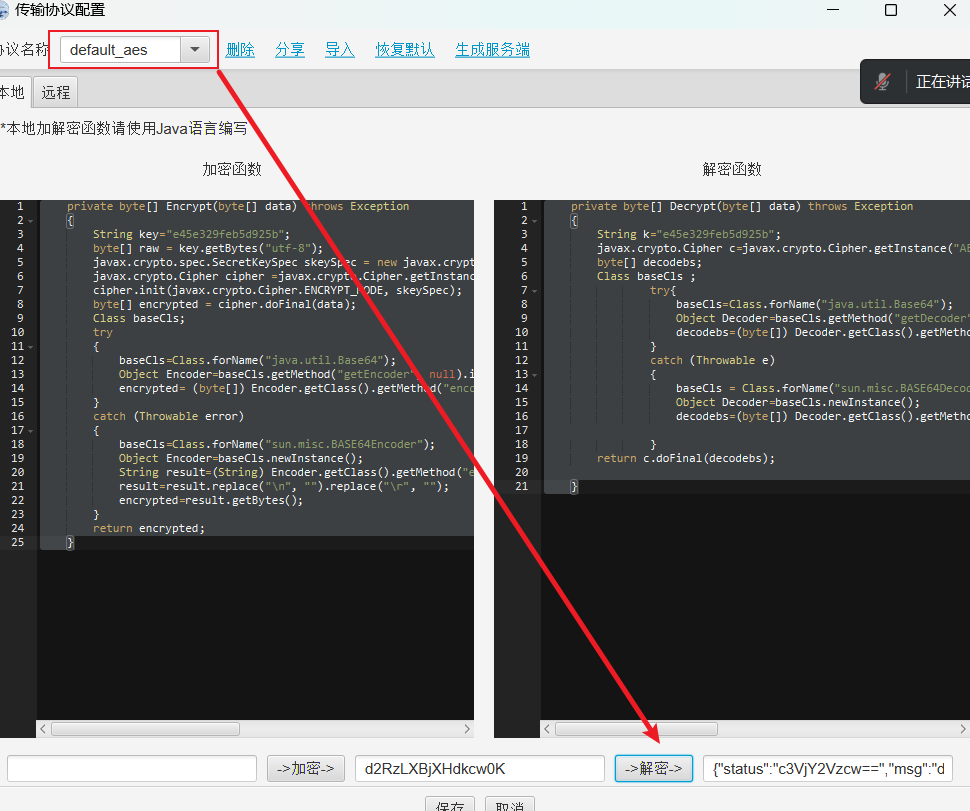 传输协议配置
协议名称 default_aes 删除 分享 导入 恢复默认 生成服务端
本地 远程
正在讲话
*本地加解密函数请使用Java语言编写
加密函数
1 private byte[] Encrypt(byte[] data) throws Exception
2 {
3 String key="e45e329feb5d925b";
4 byte[] raw = key.getBytes("utf-8");
5 javax.crypto.spec.SecretKeySpec skeySpec = new javax.crypt
6 javax.crypto.Cipher cipher =javax.crypto.Cipher.getInstanc
7 cipher.init(javax.crypto.Cipher.ENCRYPT_MODE, skeySpec);
8 byte[] encrypted = cipher.doFinal(data);
9 Class baseCls;
10 try
11 {
12 baseCls=Class.forName("java.util.Base64");
13 Object Encoder=baseCls.getMethod("getEncoder", null).i
14 encrypted= (byte[]) Encoder.getClass().getMethod("enco
15 }
16 catch (Throwable error)
17 {
18 baseCls=Class.forName("sun.misc.BASE64Encoder");
19 Object Encoder=baseCls.newInstance();
20 String result=(String) Encoder.getClass().getMethod("e
21 result=result.replace("\n", "").replace("\r", "");
22 encrypted=result.getBytes();
23 }
24 return encrypted;
25 }
解密函数
1 private byte[] Decrypt(byte[] data) throws Exception
2 {
3 String k="e45e329feb5d925b";
4 javax.crypto.Cipher c=javax.crypto.Cipher.getInstance("AE
5 byte[] decodebs;
6 Class baseCls ;
7 try{
8 baseCls=Class.forName("java.util.Base64");
9 Object Decoder=baseCls.getMethod("getDecoder"
10 decodebs=(byte[]) Decoder.getClass().getMetho
11 }
12 catch (Throwable e)
13 {
14 baseCls = Class.forName("sun.misc.BASE64Decod
15 Object Decoder=baseCls.newInstance();
16 decodebs=(byte[]) Decoder.getClass().getMetho
17
18 }
19 return c.doFinal(decodebs);
20
21 }
->加密-> d2RzLXBjXHdkcw0K ->解密-> {"status":"c3VjY2Vzcw==","msg":"d
保存 取消